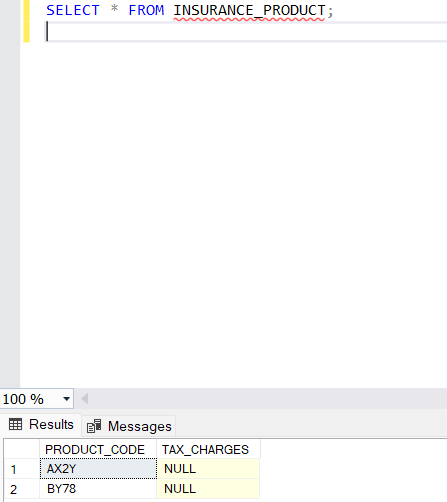 SELECT * FROM INSURANCE_PRODUCT;
100 %
Results Messages
PRODUCT_CODE TAX_CHARGES
1 AX2Y NULL
2 BY78 NULL